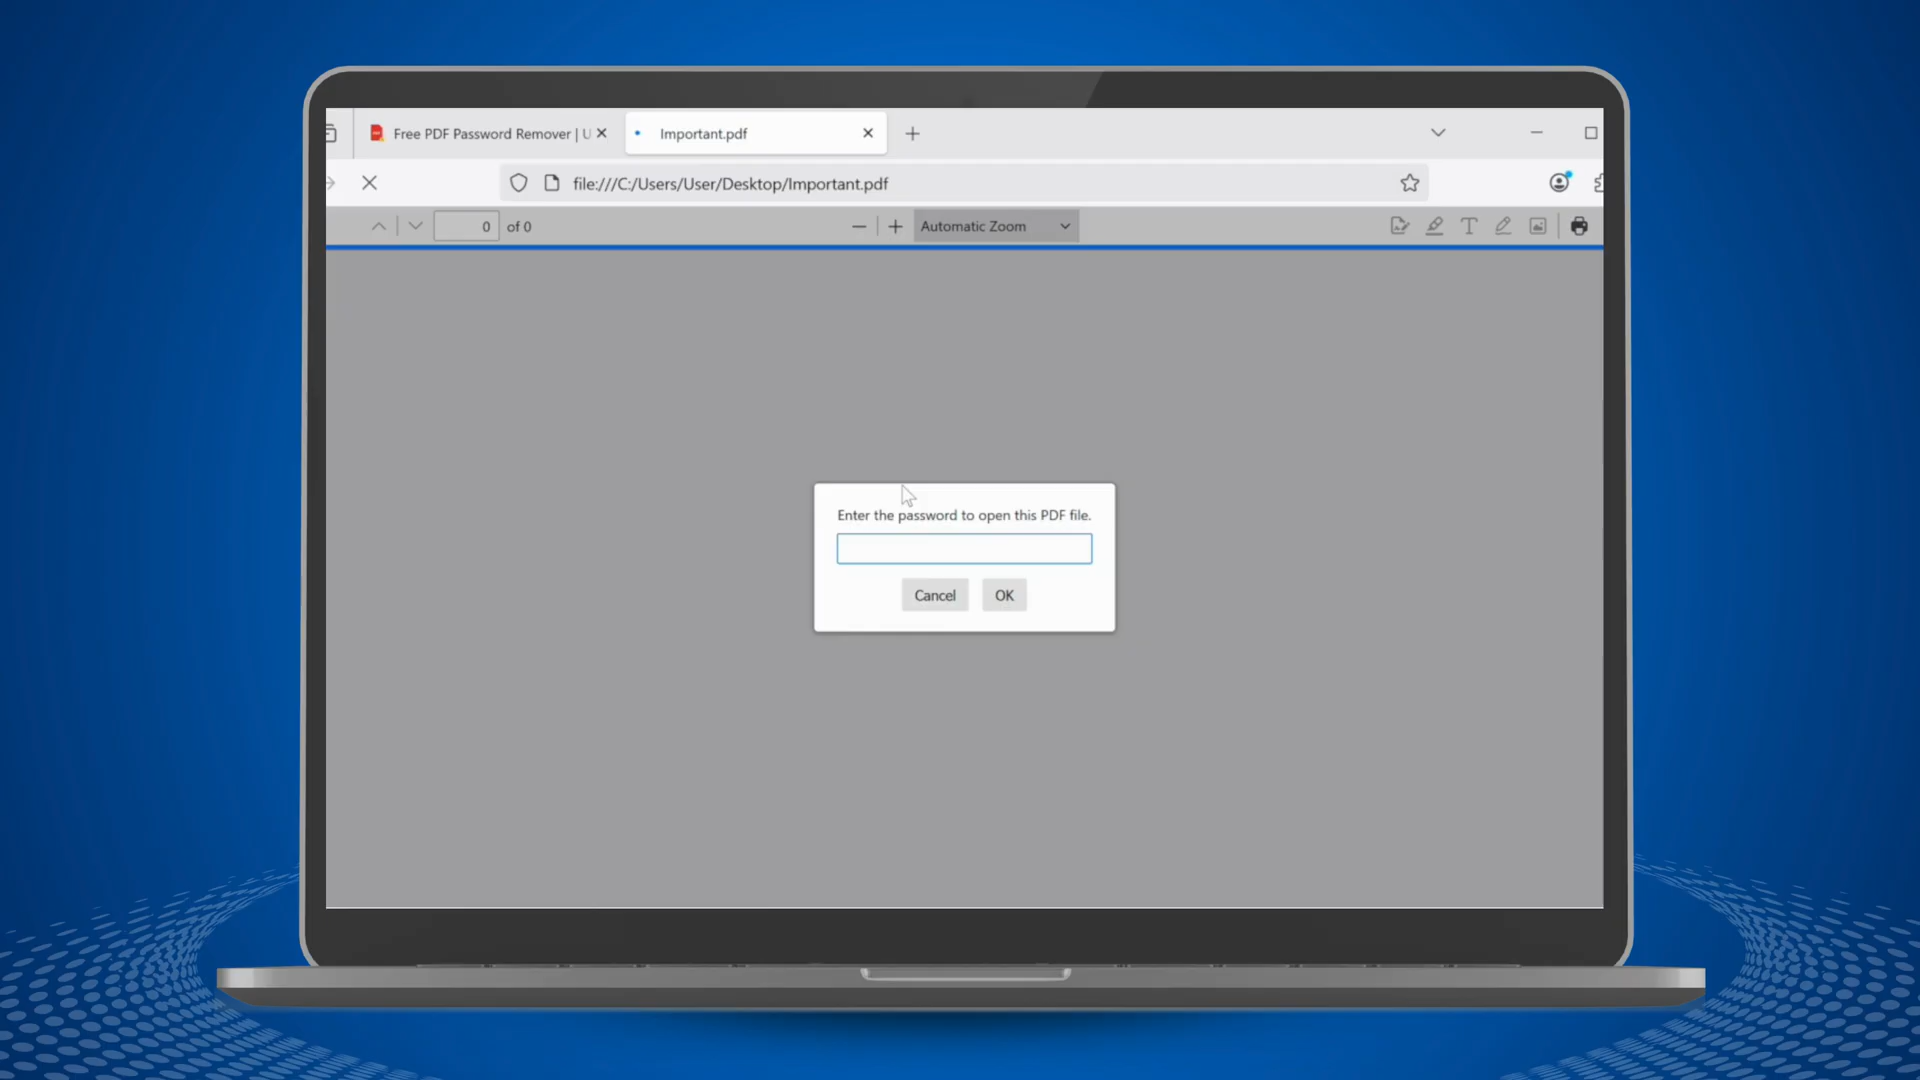 Free PDF Password Remover | U
Important.pdf
file:///C:/Users/User/Desktop/Important.pdf
0 of 0
Automatic Zoom
Enter the password to open this PDF file.
Cancel OK